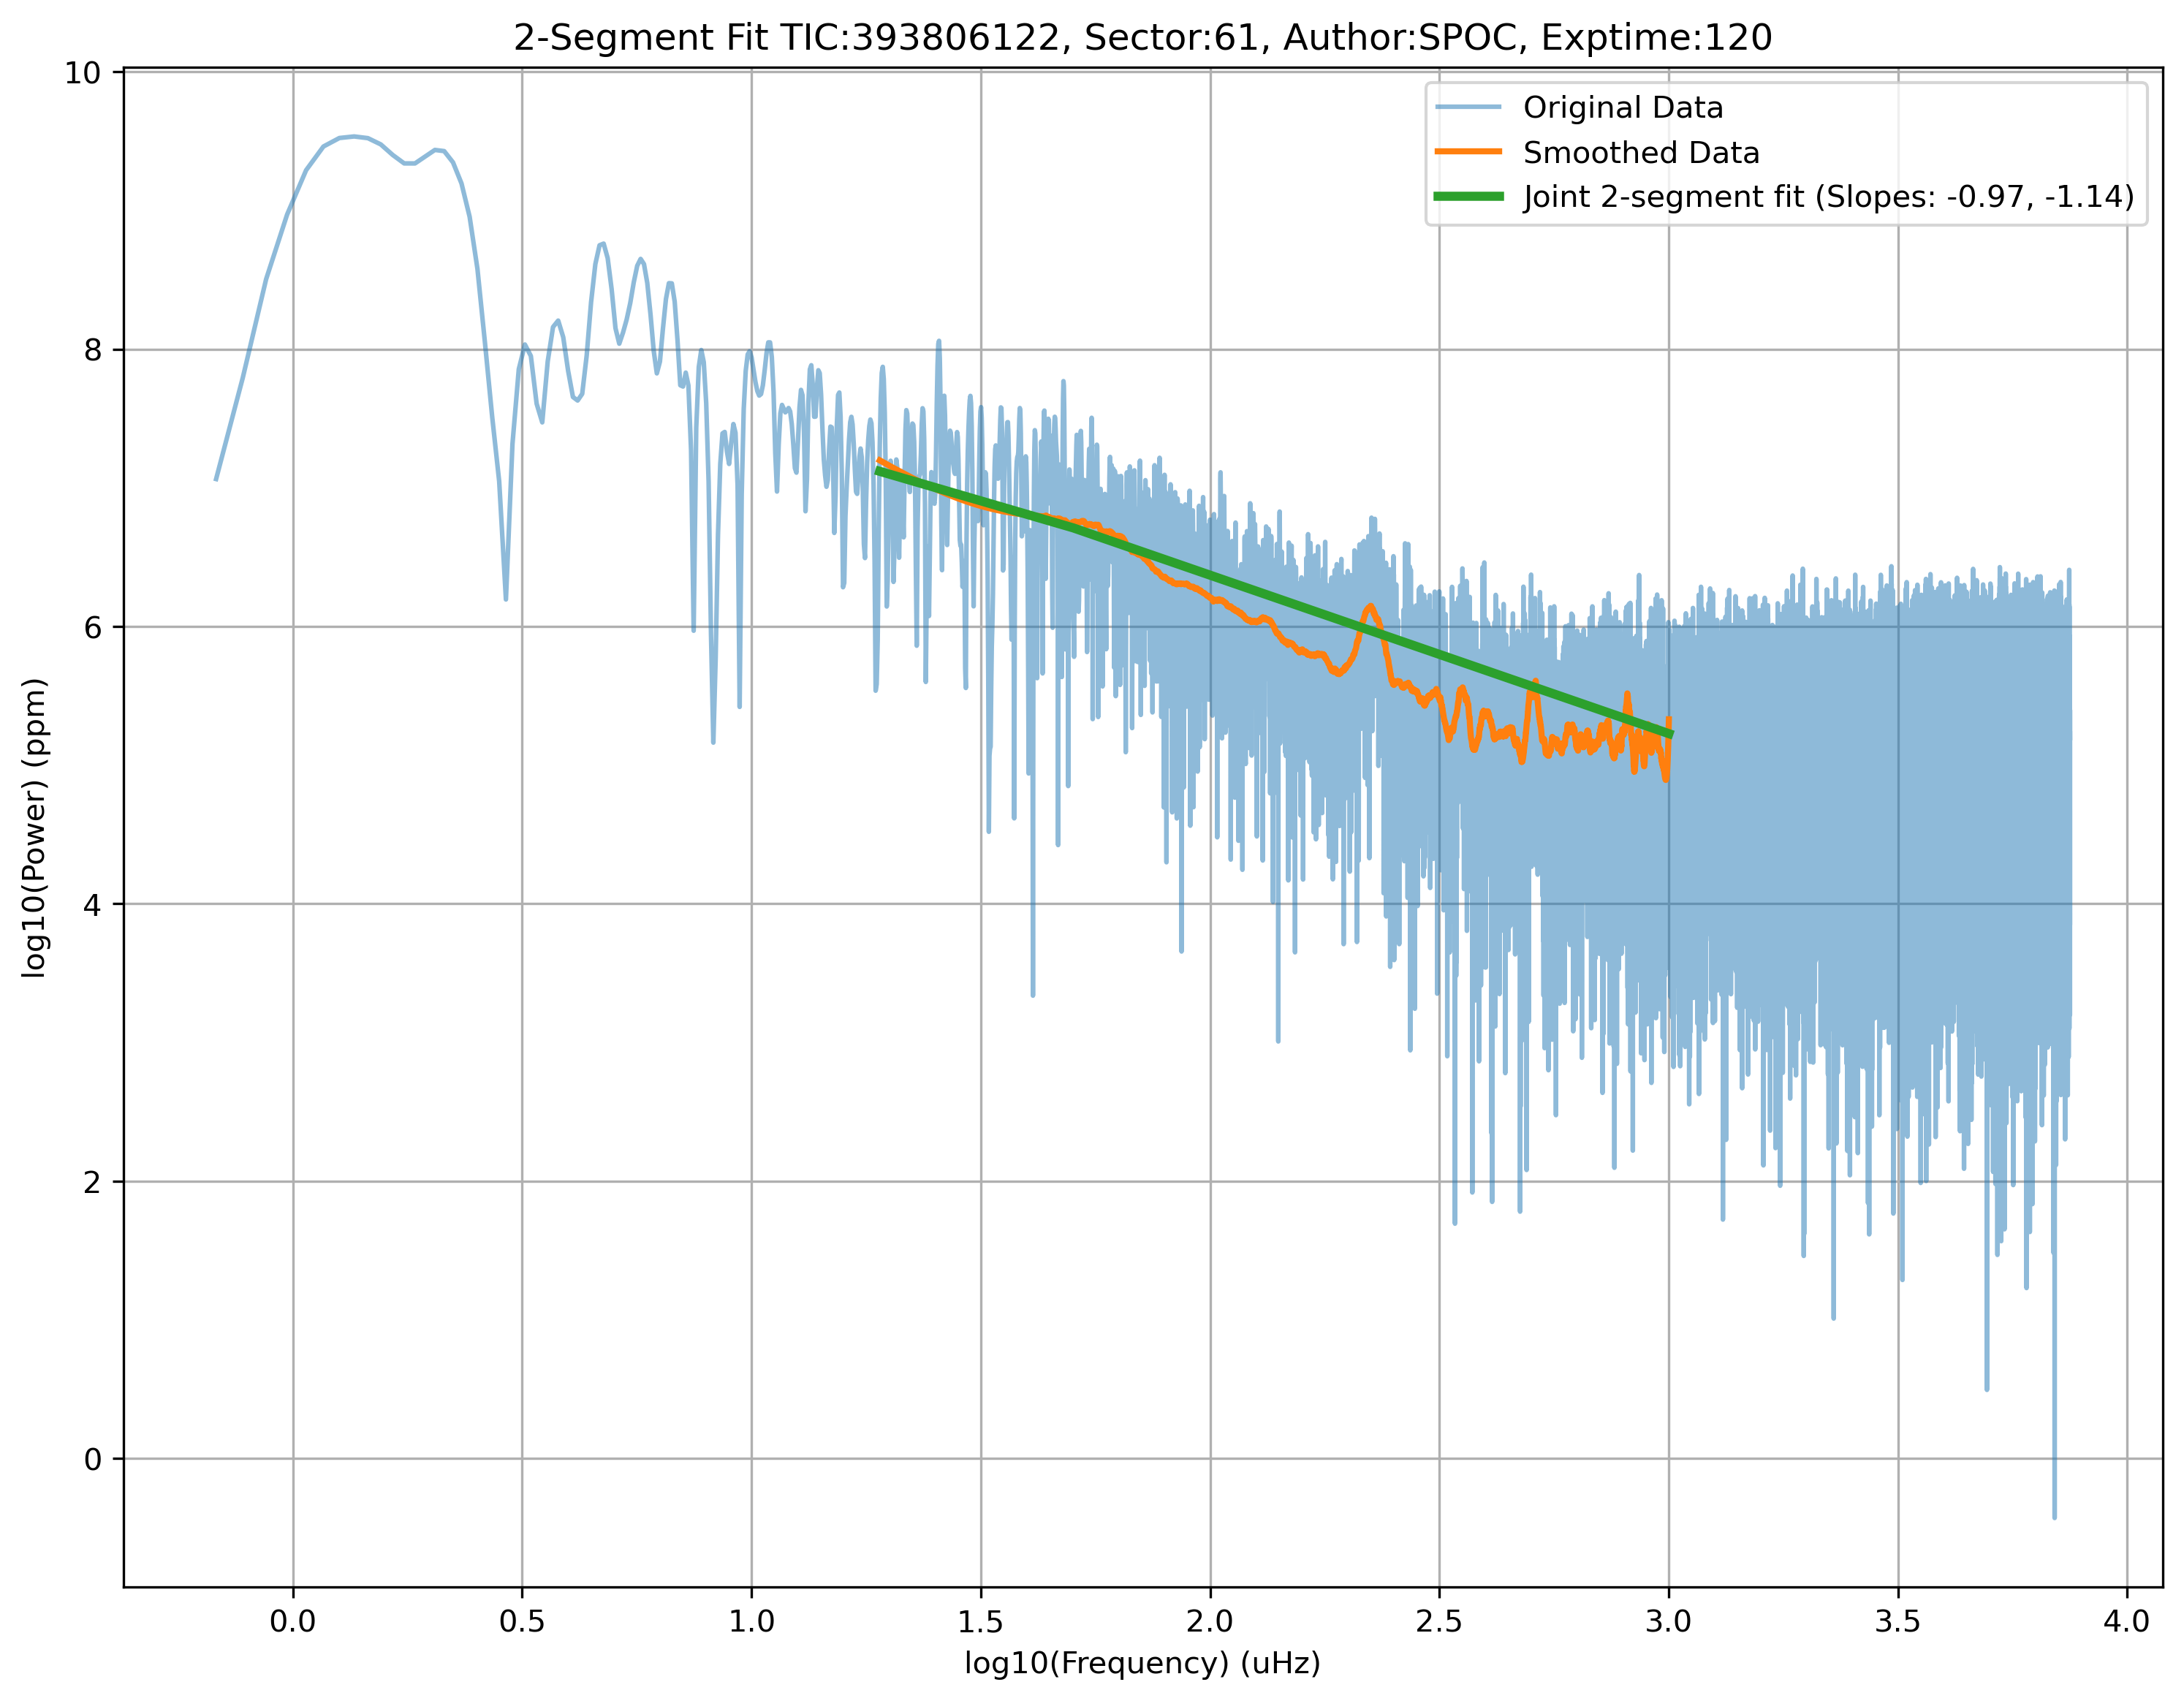 2-Segment Fit TIC:393806122, Sector:61, Author:SPOC, Exptime:120
Original Data
Smoothed Data
Joint 2-segment fit (Slopes: -0.97, -1.14)
log10(Power) (ppm)
10
8
6
4
2
0
0.0 0.5 1.0 1.5 2.0 2.5 3.0 3.5 4.0
log10(Frequency) (uHz)